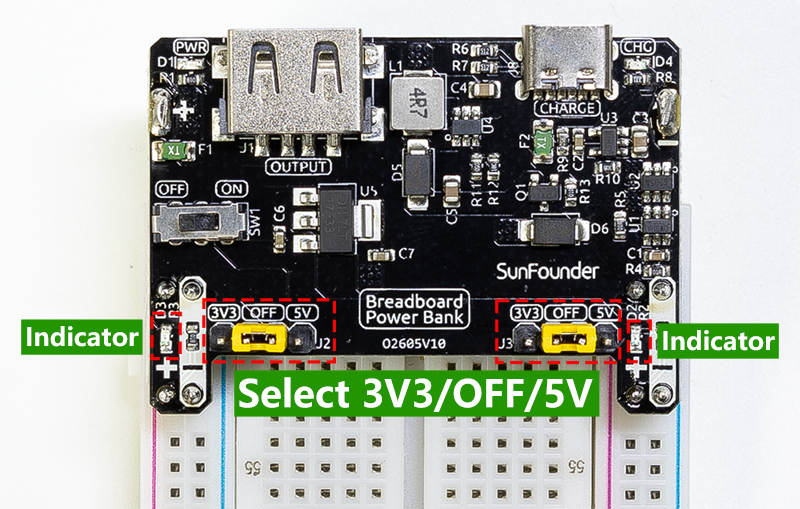 PWR
D1
R1
F1
J1
OUTPUT
L1
4R7
R6
R7
C4
U4
J8
CHARGE
CHG
D4
R8
F2
R9
C2
U3
C3
R10
U2
U1
OFF
ON
SW1
C6
U5
C7
D5
C5
R11
R12
Q1
R13
D6
R5
C1
R4
SunFounder
Breadboard
Power Bank
O2605V10
3V3
OFF
5V
J2
3V3
OFF
5V
J3
D3
R3
D2
R2
Indicator
Indicator
Select 3V3/OFF/5V
55
55